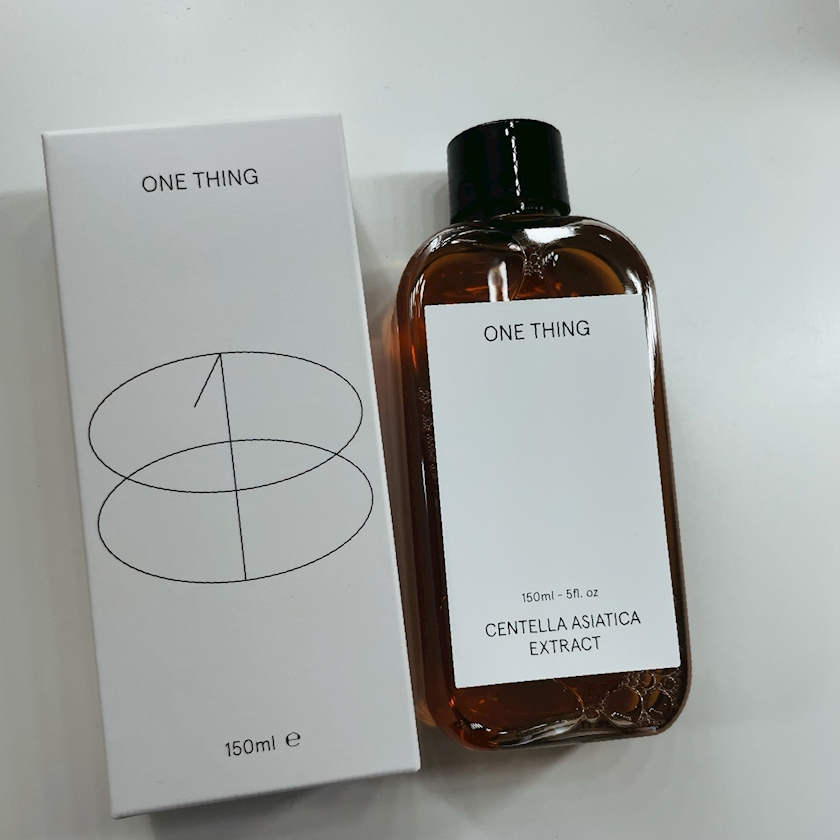 ONE THING
150ml ℮
ONE THING
150ml - 5fl. oz
CENTELLA ASIATICA
EXTRACT